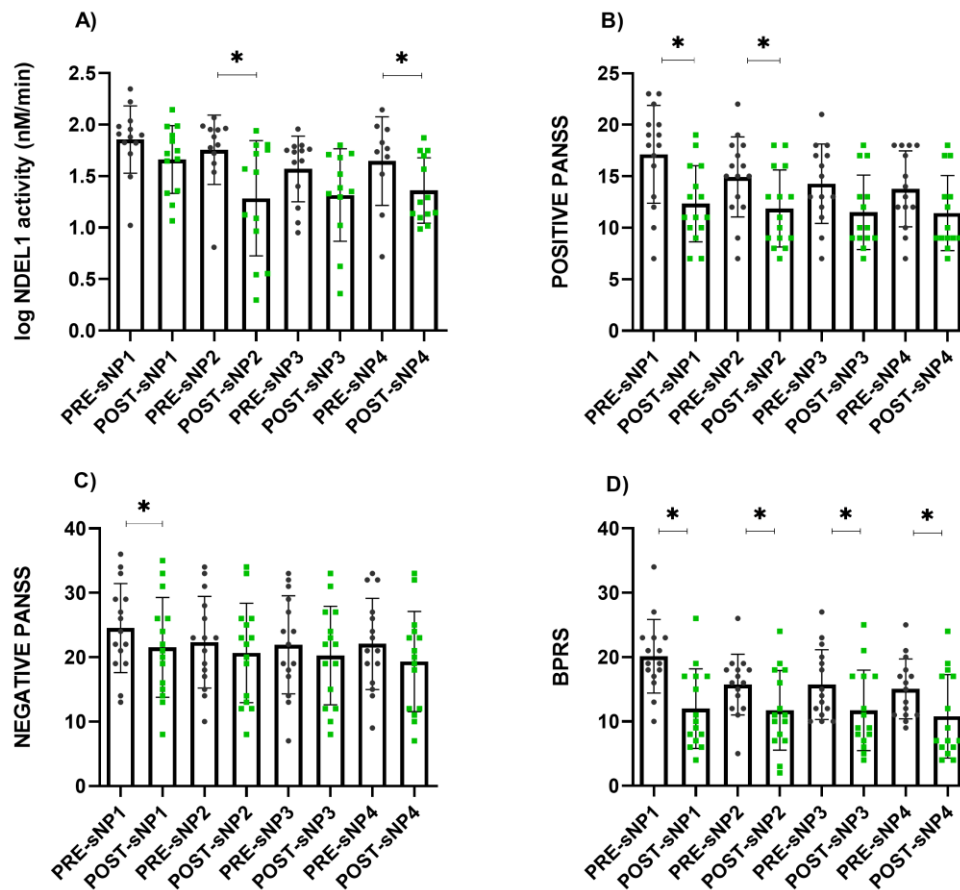 A)
*
*
log NDEL1 activity (nM/min)
2.5
2.0
1.5
1.0
0.5
0.0
PRE-sNP1
POST-sNP1
PRE-sNP2
POST-sNP2
PRE-sNP3
POST-sNP3
PRE-sNP4
POST-sNP4
B)
*
*
POSITIVE PANSS
25
20
15
10
5
0
PRE-sNP1
POST-sNP1
PRE-sNP2
POST-sNP2
PRE-sNP3
POST-sNP3
PRE-sNP4
POST-sNP4
C)
*
NEGATIVE PANSS
40
30
20
10
0
PRE-sNP1
POST-sNP1
PRE-sNP2
POST-sNP2
PRE-sNP3
POST-sNP3
PRE-sNP4
POST-sNP4
D)
*
*
*
*
BPRS
40
30
20
10
0
PRE-sNP1
POST-sNP1
PRE-sNP2
POST-sNP2
PRE-sNP3
POST-sNP3
PRE-sNP4
POST-sNP4